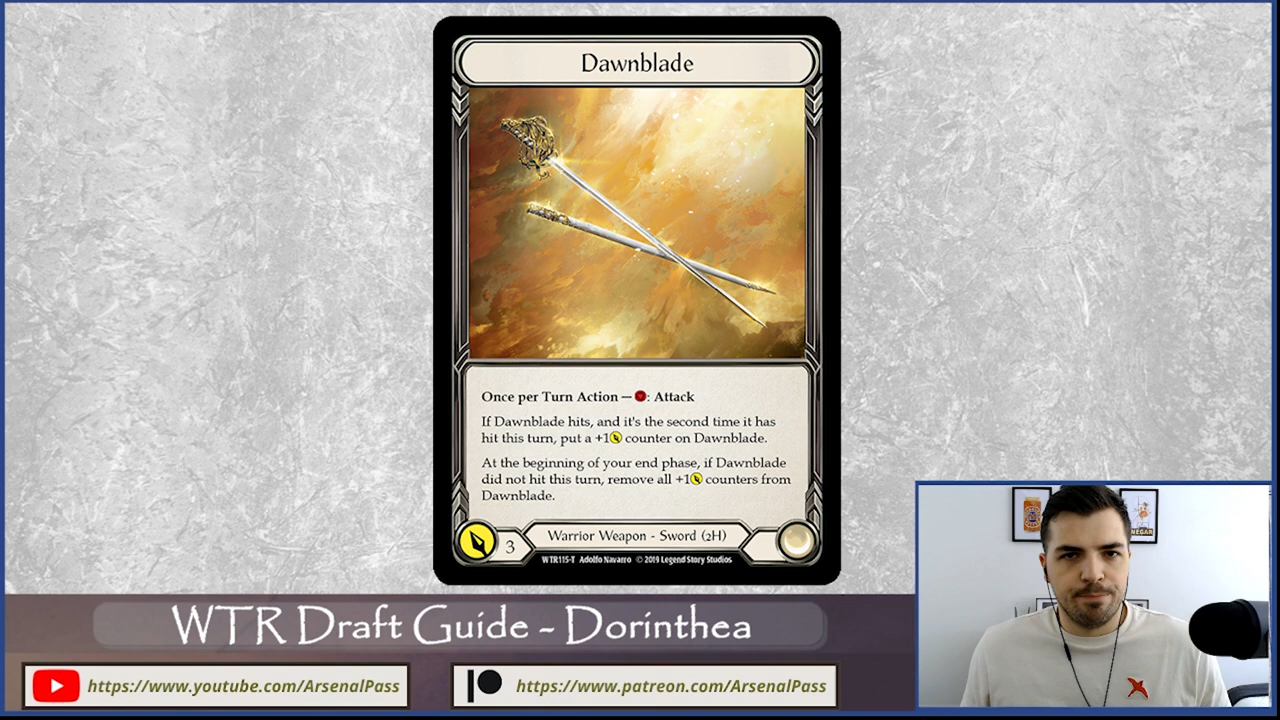 Dawnblade
Once per Turn Action — : Attack
If Dawnblade hits, and it's the second time it has
hit this turn, put a +1 counter on Dawnblade.
At the beginning of your end phase, if Dawnblade
did not hit this turn, remove all +1 counters from
Dawnblade.
3
Warrior Weapon - Sword (2H)
WTR115-T Adolfo Navarro © 2019 Legend Story Studios
WTR Draft Guide - Dorinthea
https://www.youtube.com/ArsenalPass
https://www.patreon.com/ArsenalPass